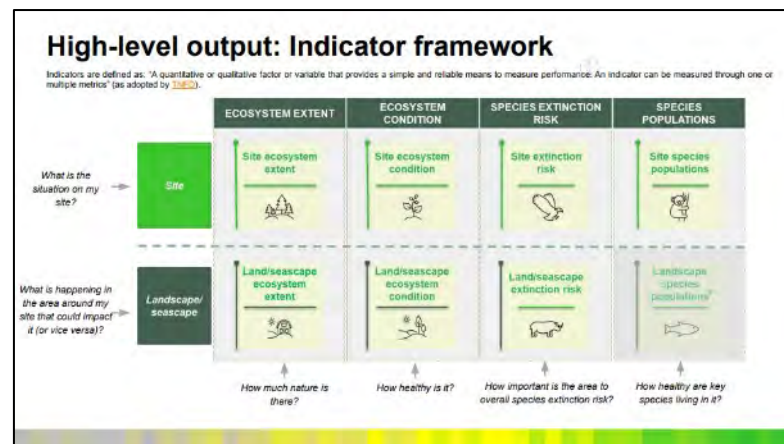 High-level output: Indicator framework
Indicators are defined as: "A quantitative or qualitative factor or variable that provides a simple and reliable means to measure performance. An indicator can be measured through one or
multiple metrics" (as adopted by TNFD).
ECOSYSTEM EXTENT
ECOSYSTEM
CONDITION
SPECIES EXTINCTION
RISK
SPECIES
POPULATIONS
What is the
situation on my
site?
Site
Site ecosystem
extent
Site ecosystem
condition
Site extinction
risk
Site species
populations
What is happening in
the area around my
site that could impact
it (or vice versa)?
Landscape/
seascape
Land/seascape
ecosystem
extent
Land/seascape
ecosystem
condition
Land/seascape
extinction risk
Landscape
species
populations
How much nature is
there?
How healthy is it?
How important is the area to
overall species extinction risk?
How healthy are key
species living in it?